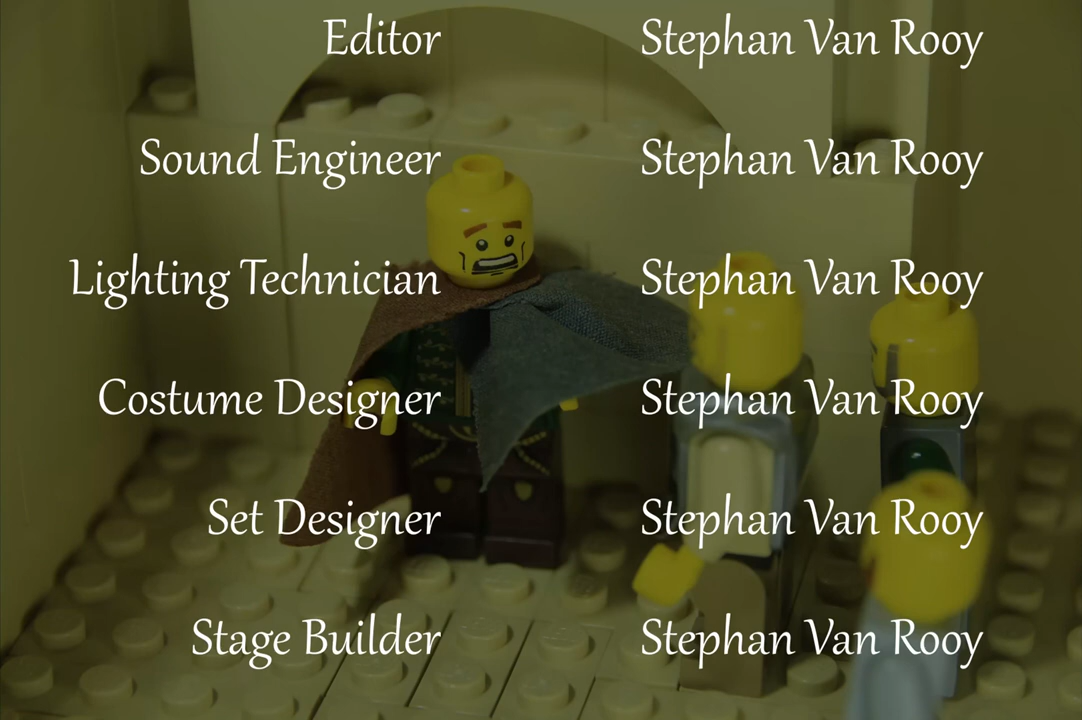 Editor Stephan Van Rooy
Sound Engineer Stephan Van Rooy
Lighting Technician Stephan Van Rooy
Costume Designer Stephan Van Rooy
Set Designer Stephan Van Rooy
Stage Builder Stephan Van Rooy